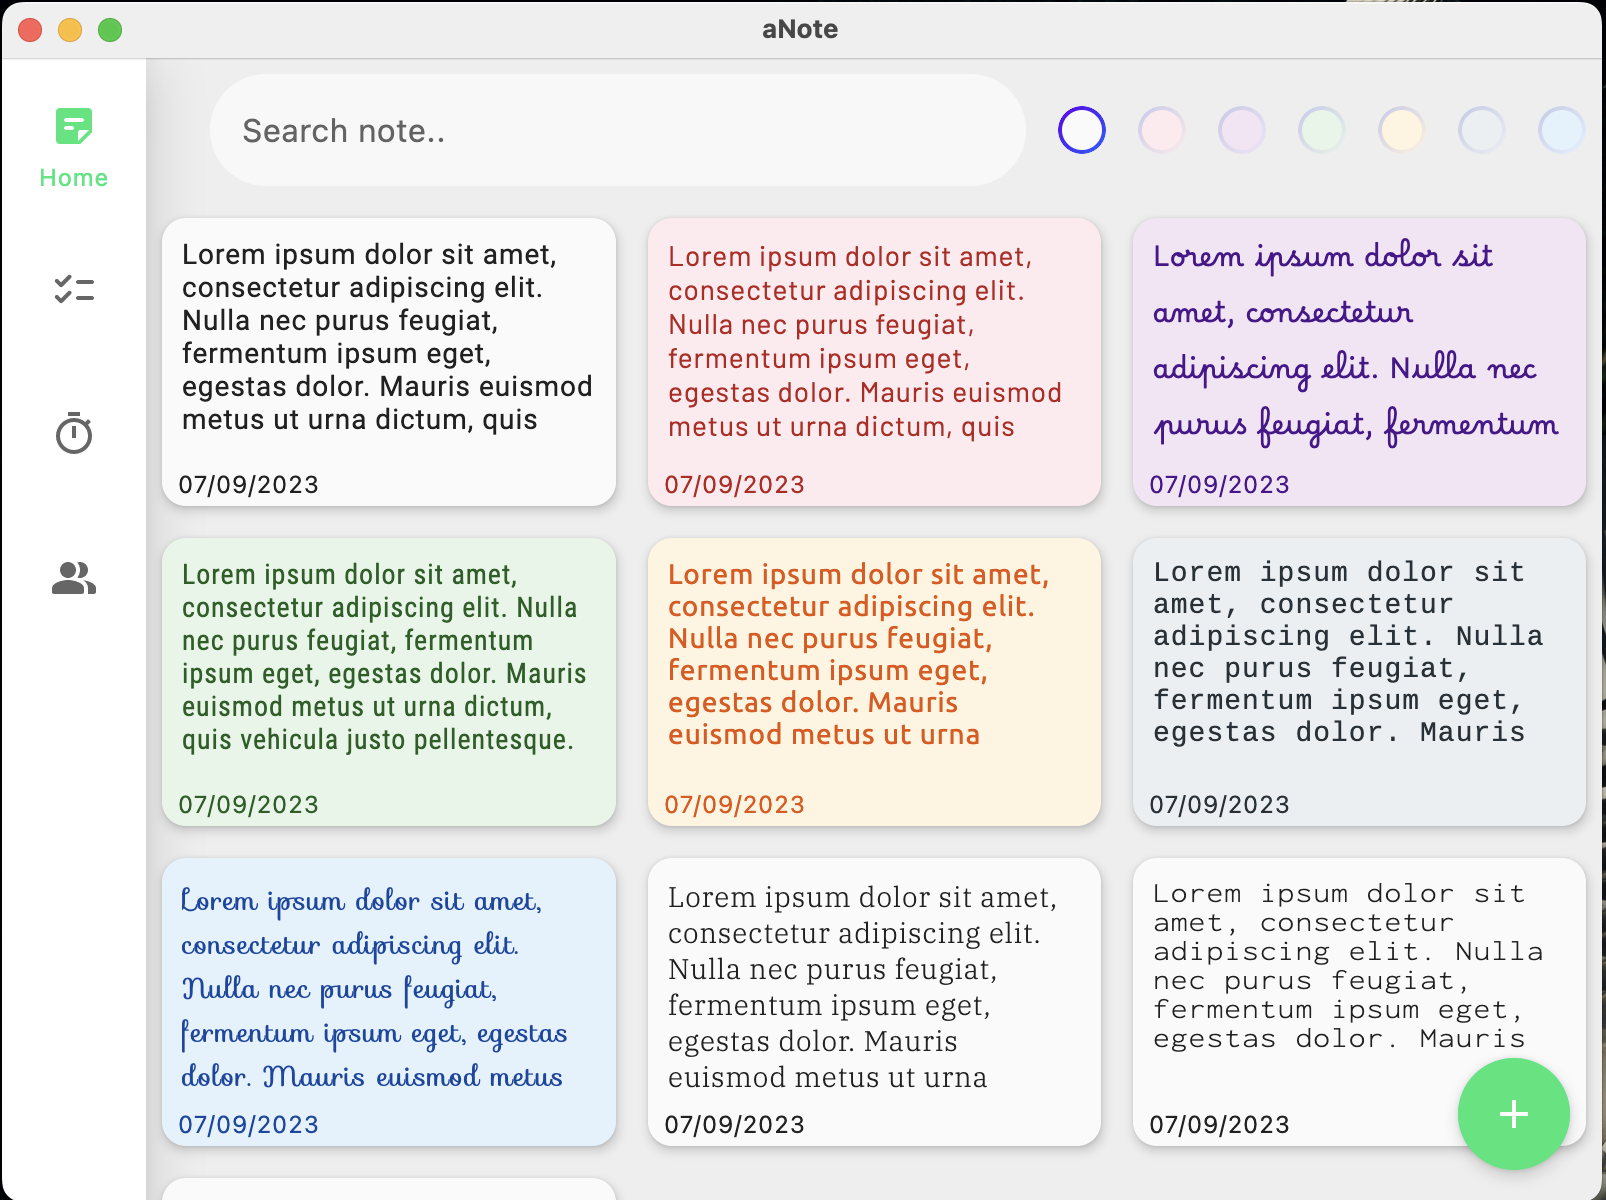 aNote
Search note..
Home
Lorem ipsum dolor sit amet,
consectetur adipiscing elit.
Nulla nec purus feugiat,
fermentum ipsum eget,
egestas dolor. Mauris euismod
metus ut urna dictum, quis
07/09/2023
Lorem ipsum dolor sit amet,
consectetur adipiscing elit.
Nulla nec purus feugiat,
fermentum ipsum eget,
egestas dolor. Mauris euismod
metus ut urna dictum, quis
07/09/2023
Lorem ipsum dolor sit
amet, consectetur
adipiscing elit. Nulla nec
purus feugiat, fermentum
07/09/2023
Lorem ipsum dolor sit amet,
consectetur adipiscing elit. Nulla
nec purus feugiat, fermentum
ipsum eget, egestas dolor. Mauris
euismod metus ut urna dictum,
quis vehicula justo pellentesque.
07/09/2023
Lorem ipsum dolor sit amet,
consectetur adipiscing elit.
Nulla nec purus feugiat,
fermentum ipsum eget,
egestas dolor. Mauris
euismod metus ut urna
07/09/2023
Lorem ipsum dolor sit
amet, consectetur
adipiscing elit. Nulla
nec purus feugiat,
fermentum ipsum eget,
egestas dolor. Mauris
07/09/2023
Lorem ipsum dolor sit amet,
consectetur adipiscing elit.
Nulla nec purus feugiat,
fermentum ipsum eget, egestas
dolor. Mauris euismod metus
07/09/2023
Lorem ipsum dolor sit amet,
consectetur adipiscing elit.
Nulla nec purus feugiat,
fermentum ipsum eget,
egestas dolor. Mauris
euismod metus ut urna
07/09/2023
Lorem ipsum dolor sit
amet, consectetur
adipiscing elit. Nulla
nec purus feugiat,
fermentum ipsum eget,
egestas dolor. Mauris
07/09/2023